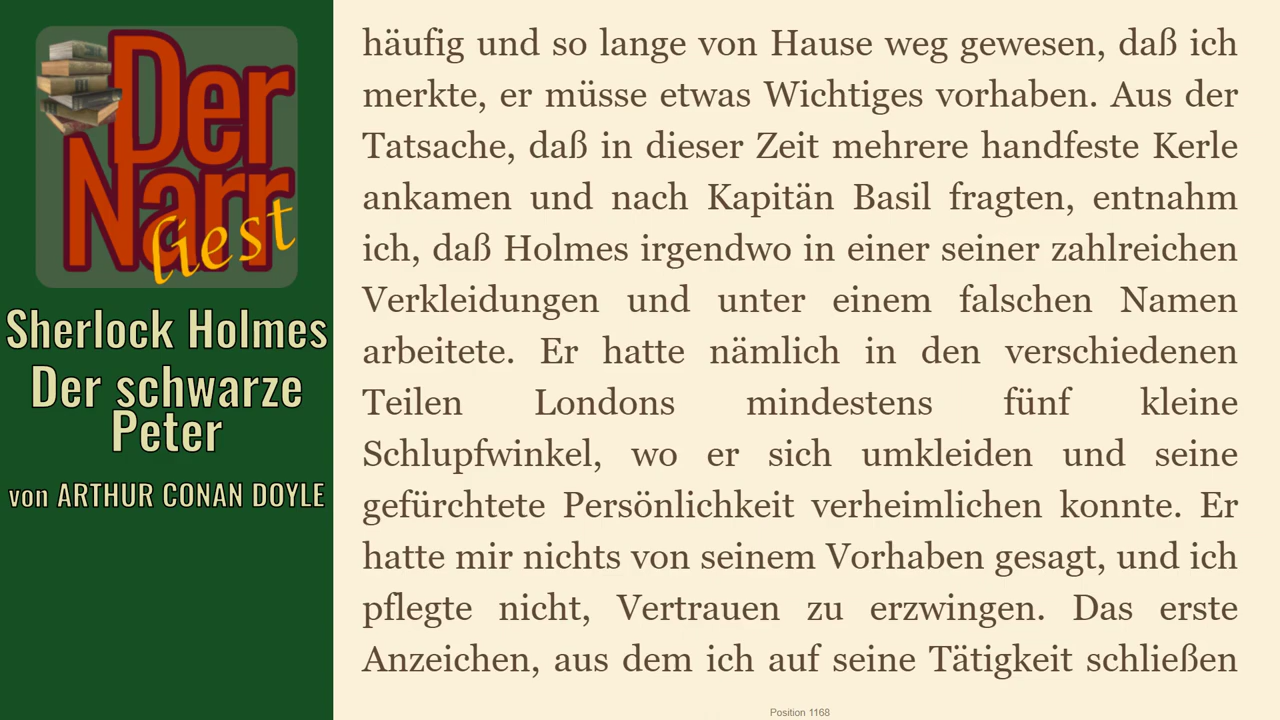 Der
Narr
liest
Sherlock Holmes
Der schwarze
Peter
von ARTHUR CONAN DOYLE
häufig und so lange von Hause weg gewesen, daß ich
merkte, er müsse etwas Wichtiges vorhaben. Aus der
Tatsache, daß in dieser Zeit mehrere handfeste Kerle
ankamen und nach Kapitän Basil fragten, entnahm
ich, daß Holmes irgendwo in einer seiner zahlreichen
Verkleidungen und unter einem falschen Namen
arbeitete. Er hatte nämlich in den verschiedenen
Teilen Londons mindestens fünf kleine
Schlupfwinkel, wo er sich umkleiden und seine
gefürchtete Persönlichkeit verheimlichen konnte. Er
hatte mir nichts von seinem Vorhaben gesagt, und ich
pflegte nicht, Vertrauen zu erzwingen. Das erste
Anzeichen, aus dem ich auf seine Tätigkeit schließen
Position 1168